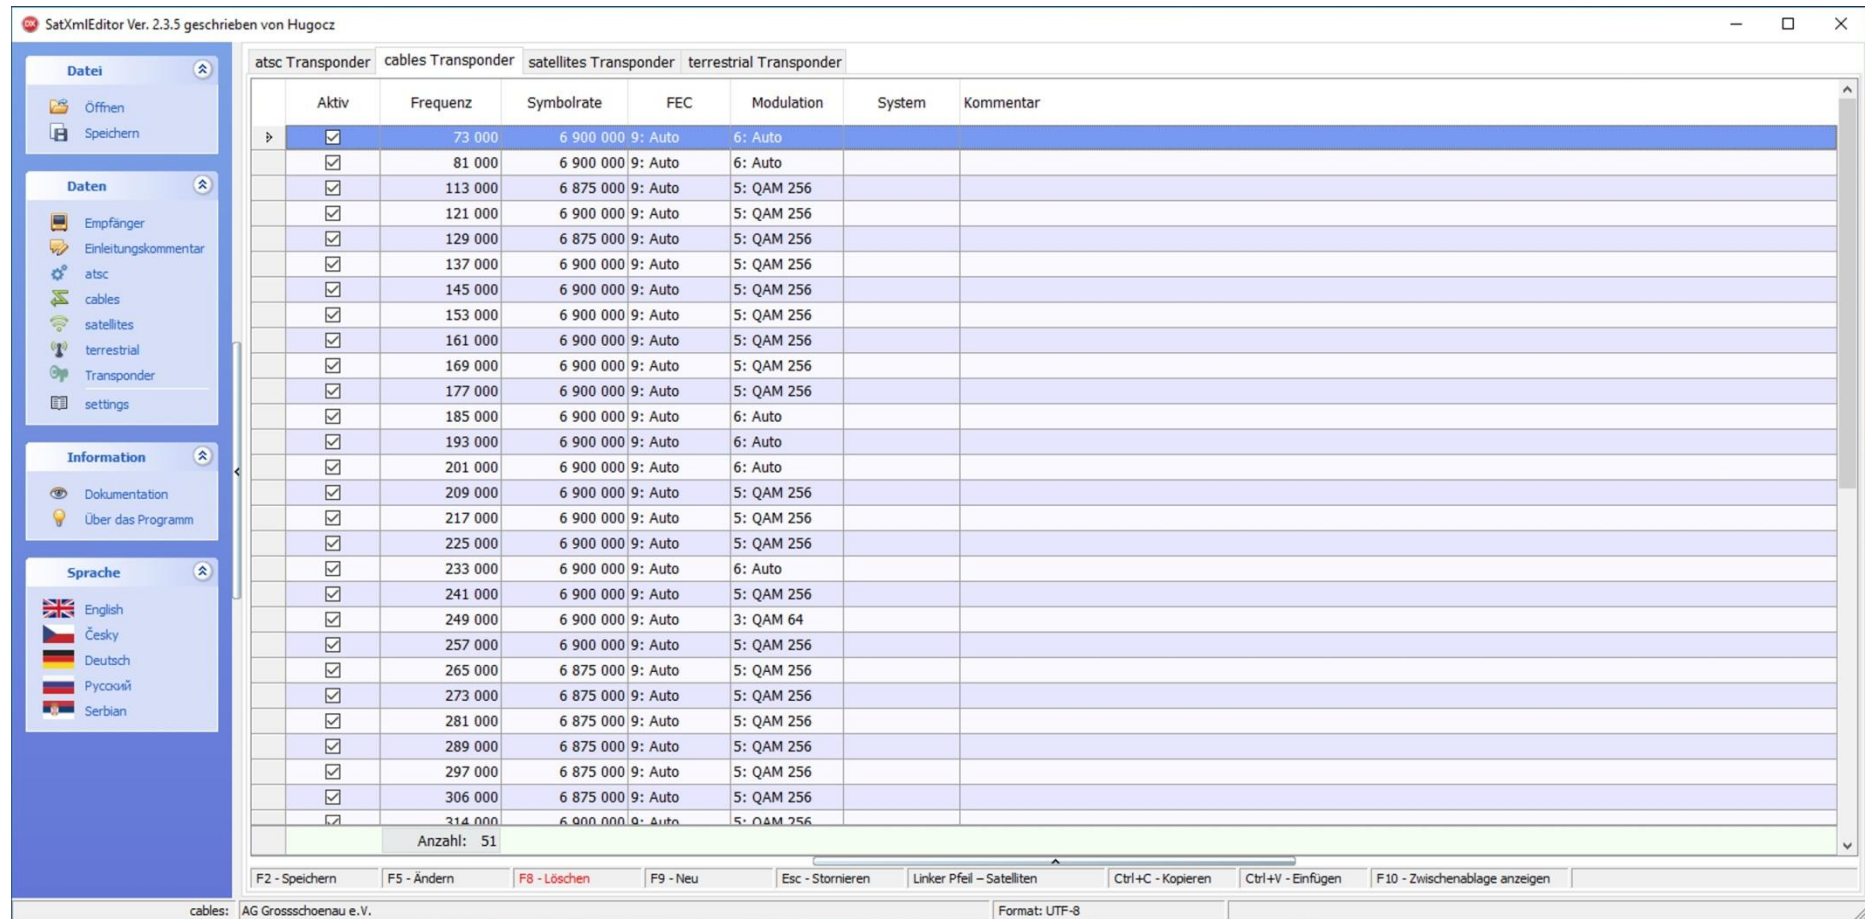 SatXmlEditor Ver. 2.3.5 geschrieben von Hugocz
Datei
Öffnen
Speichern
Daten
Empfänger
Einleitungskommentar
atsc
cables
satellites
terrestrial
Transponder
settings
Information
Dokumentation
Über das Programm
Sprache
English
Česky
Deutsch
Русский
Serbian
atsc Transponder cables Transponder satellites Transponder terrestrial Transponder
Aktiv Frequenz Symbolrate FEC Modulation System Kommentar
73 000 6 900 000 9: Auto 6: Auto
81 000 6 900 000 9: Auto 6: Auto
113 000 6 875 000 9: Auto 5: QAM 256
121 000 6 900 000 9: Auto 5: QAM 256
129 000 6 875 000 9: Auto 5: QAM 256
137 000 6 900 000 9: Auto 5: QAM 256
145 000 6 900 000 9: Auto 5: QAM 256
153 000 6 900 000 9: Auto 5: QAM 256
161 000 6 900 000 9: Auto 5: QAM 256
169 000 6 900 000 9: Auto 5: QAM 256
177 000 6 900 000 9: Auto 5: QAM 256
185 000 6 900 000 9: Auto 6: Auto
193 000 6 900 000 9: Auto 6: Auto
201 000 6 900 000 9: Auto 6: Auto
209 000 6 900 000 9: Auto 5: QAM 256
217 000 6 900 000 9: Auto 5: QAM 256
225 000 6 900 000 9: Auto 5: QAM 256
233 000 6 900 000 9: Auto 6: Auto
241 000 6 900 000 9: Auto 5: QAM 256
249 000 6 900 000 9: Auto 3: QAM 64
257 000 6 900 000 9: Auto 5: QAM 256
265 000 6 875 000 9: Auto 5: QAM 256
273 000 6 875 000 9: Auto 5: QAM 256
281 000 6 875 000 9: Auto 5: QAM 256
289 000 6 875 000 9: Auto 5: QAM 256
297 000 6 875 000 9: Auto 5: QAM 256
306 000 6 875 000 9: Auto 5: QAM 256
314 000 6 900 000 9: Auto 5: QAM 256
Anzahl: 51
F2 - Speichern F5 - Ändern F8 - Löschen F9 - Neu Esc - Stornieren Linker Pfeil – Satelliten Ctrl+C - Kopieren Ctrl+V - Einfügen F10 - Zwischenablage anzeigen
cables: AG Grossschoenau e.V. Format: UTF-8